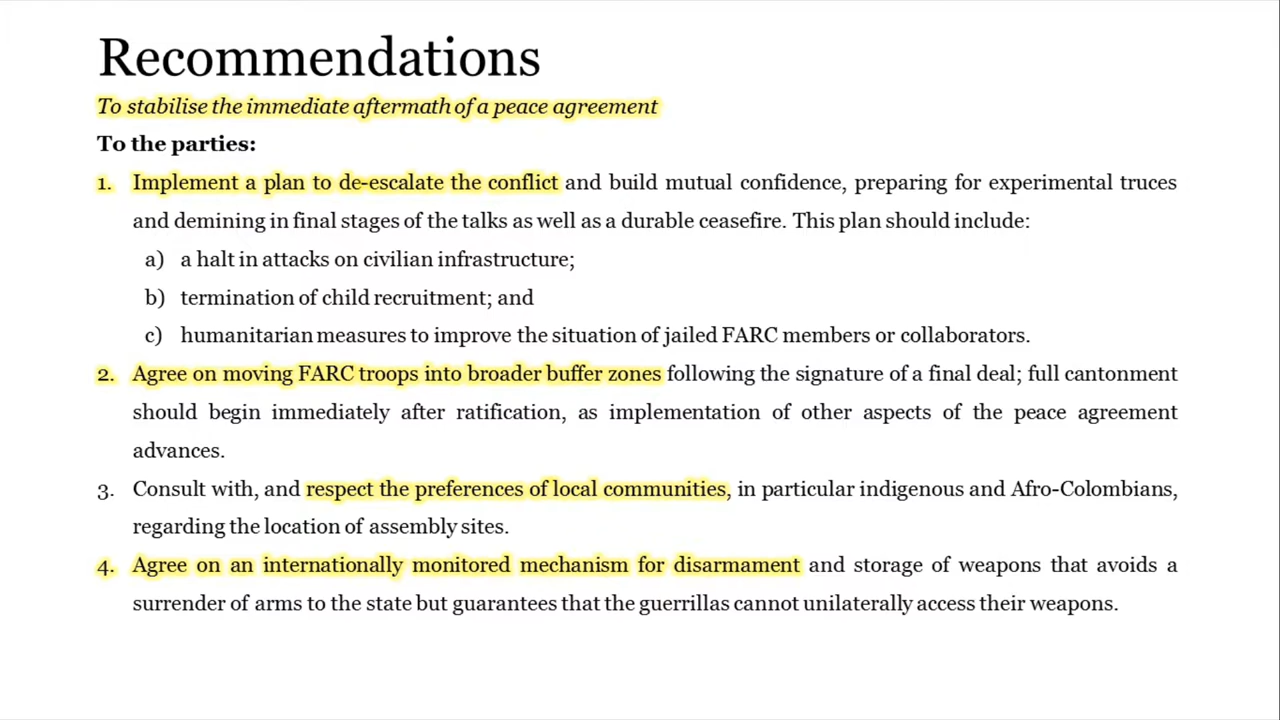 Recommendations
To stabilise the immediate aftermath of a peace agreement
To the parties:
1. Implement a plan to de-escalate the conflict and build mutual confidence, preparing for experimental truces
and demining in final stages of the talks as well as a durable ceasefire. This plan should include:
a) a halt in attacks on civilian infrastructure;
b) termination of child recruitment; and
c) humanitarian measures to improve the situation of jailed FARC members or collaborators.
2. Agree on moving FARC troops into broader buffer zones following the signature of a final deal; full cantonment
should begin immediately after ratification, as implementation of other aspects of the peace agreement
advances.
3. Consult with, and respect the preferences of local communities, in particular indigenous and Afro-Colombians,
regarding the location of assembly sites.
4. Agree on an internationally monitored mechanism for disarmament and storage of weapons that avoids a
surrender of arms to the state but guarantees that the guerrillas cannot unilaterally access their weapons.